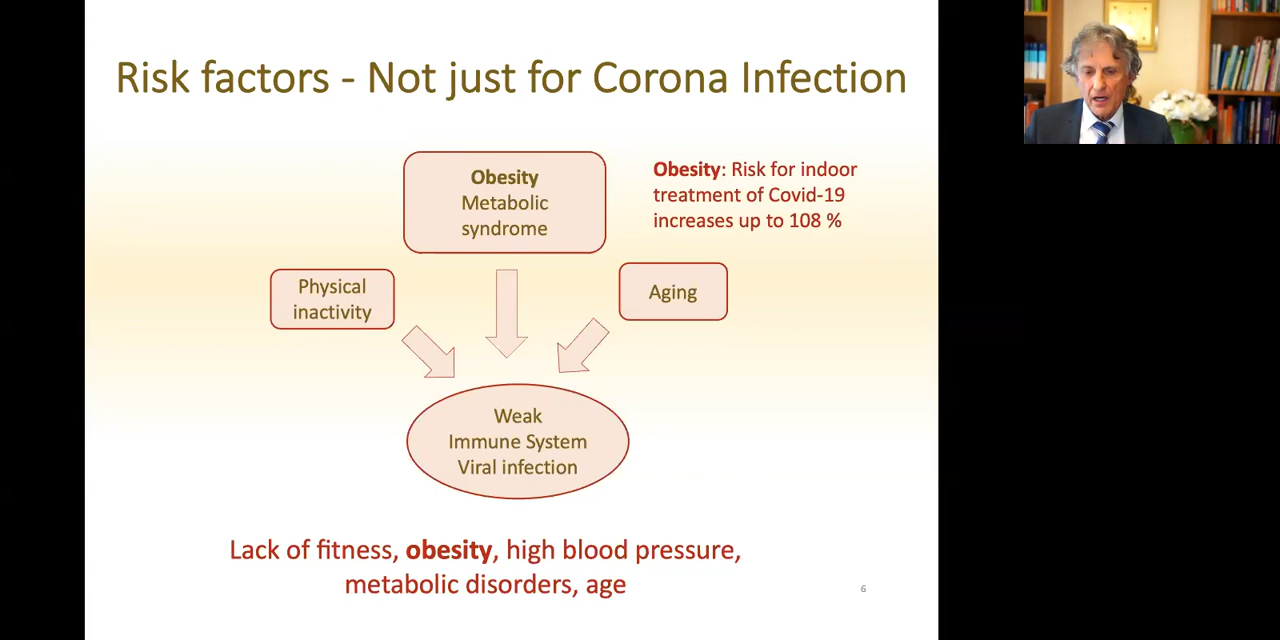 Risk factors - Not just for Corona Infection
Obesity
Metabolic
syndrome
Obesity: Risk for indoor
treatment of Covid-19
increases up to 108 %
Physical
inactivity
Aging
Weak
Immune System
Viral infection
Lack of fitness, obesity, high blood pressure,
metabolic disorders, age
6